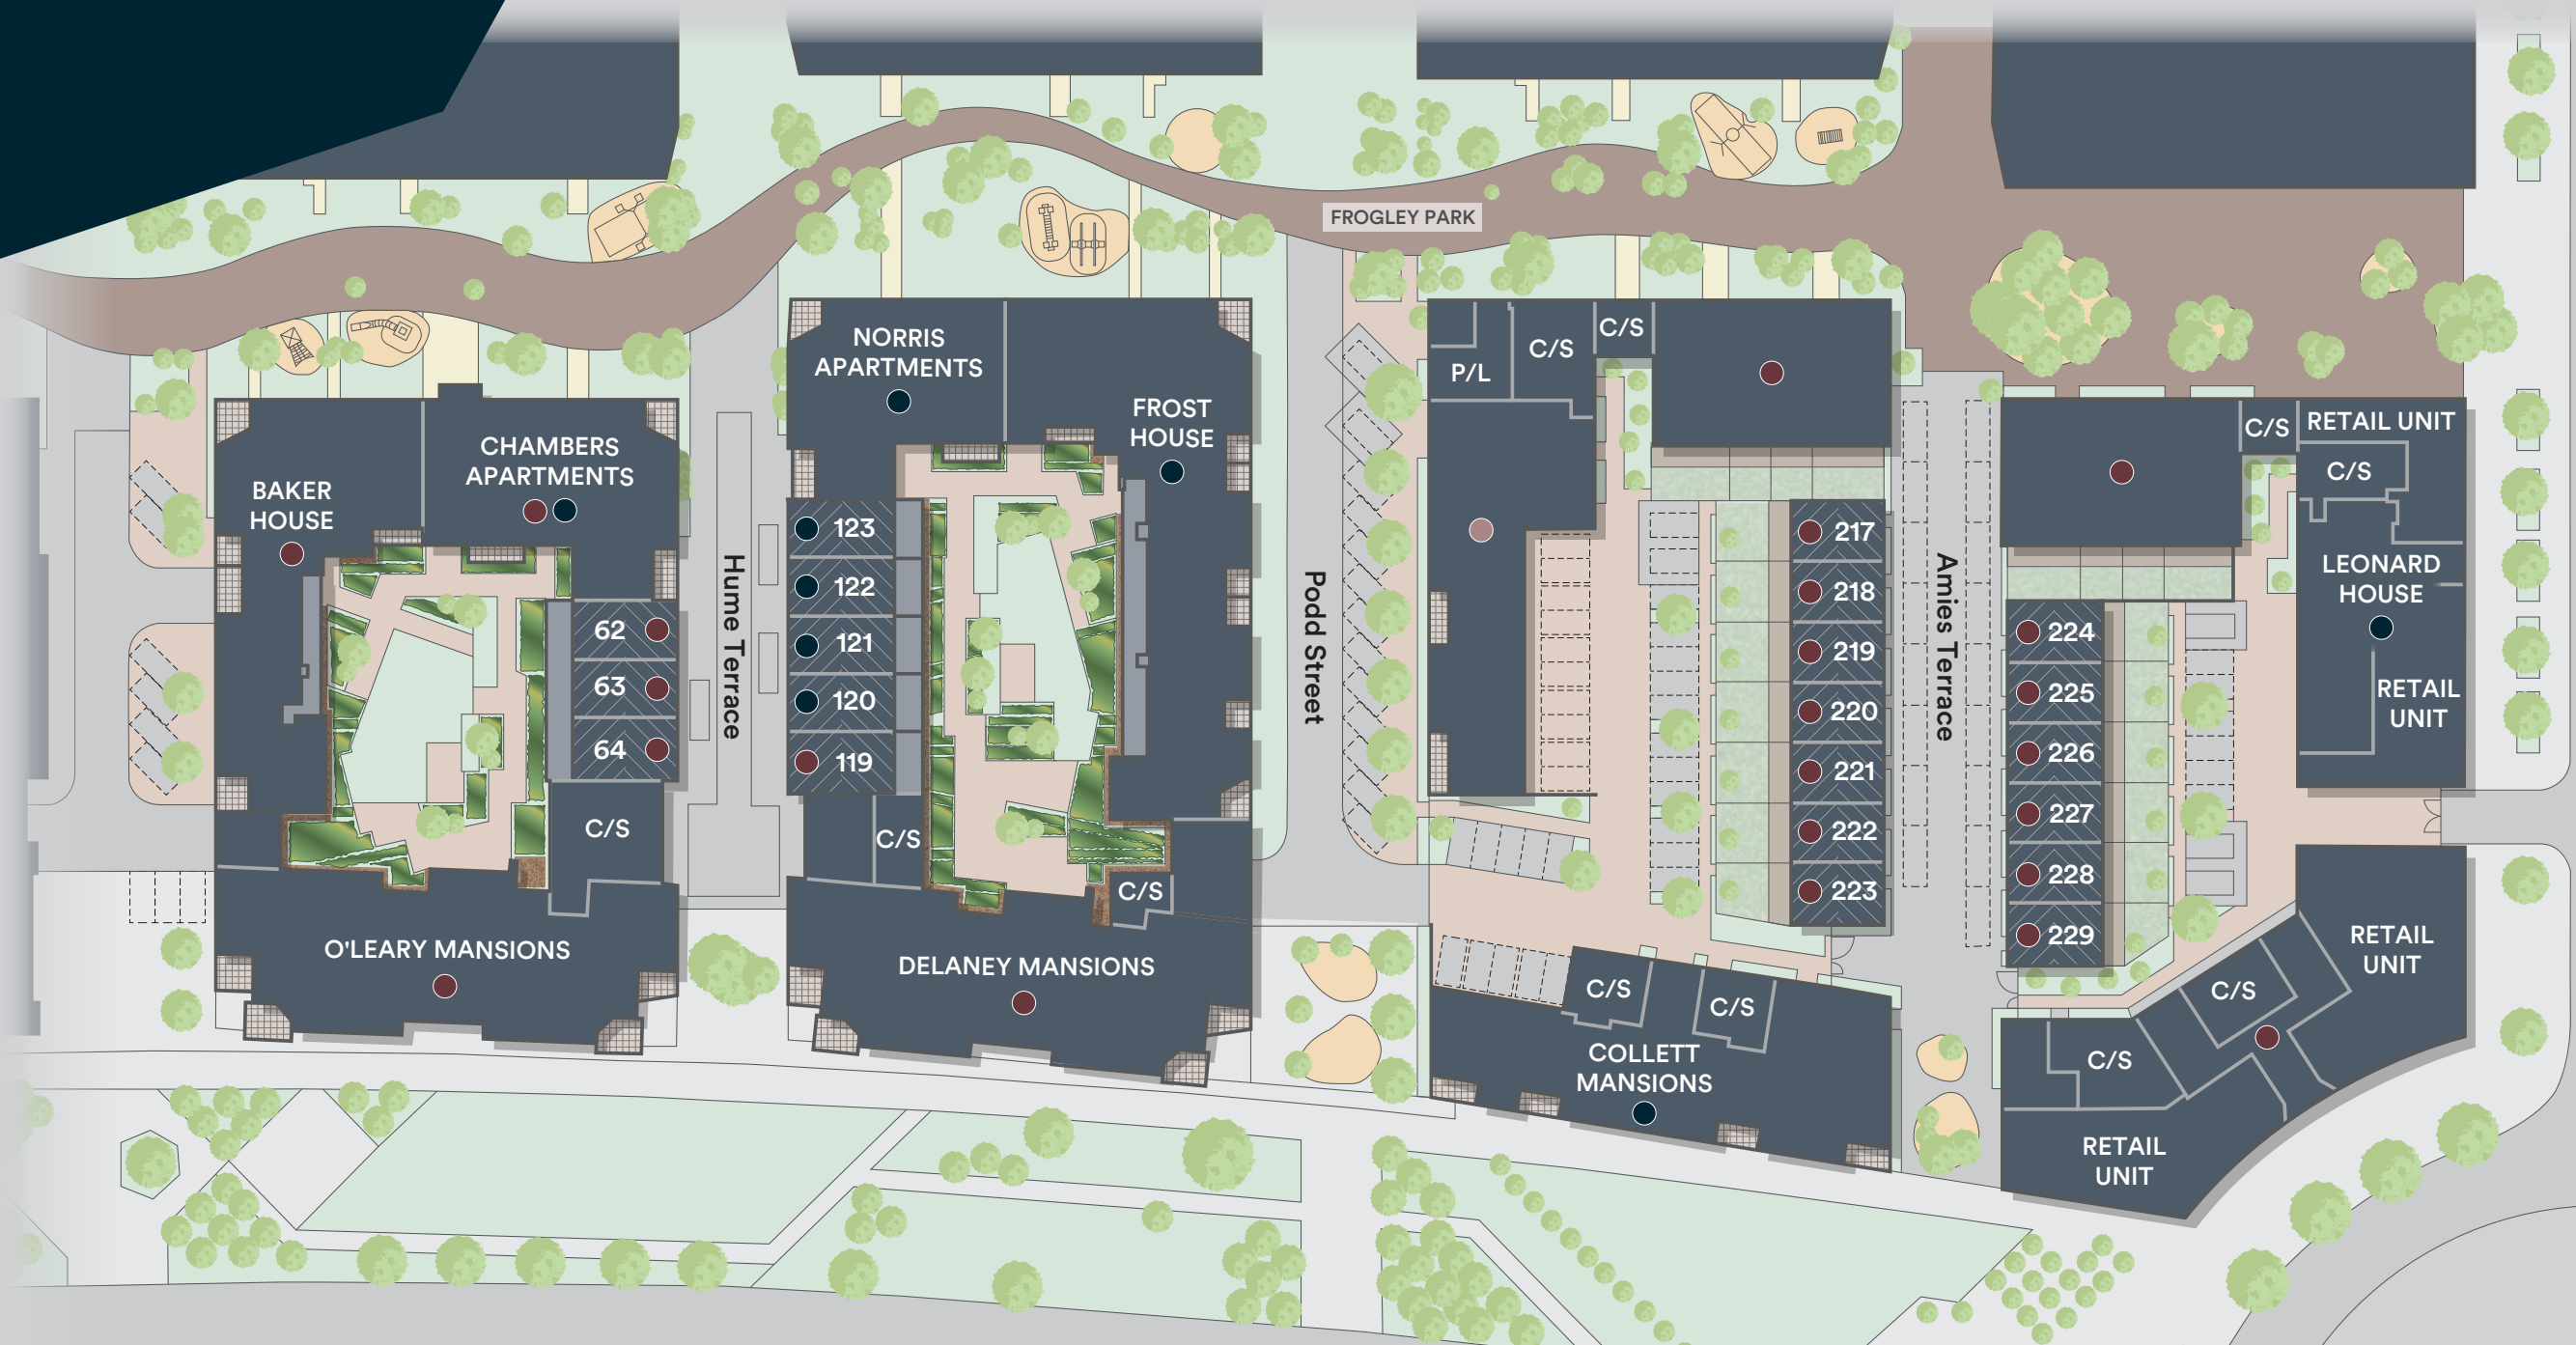 FROGLEY PARK
NORRIS
APARTMENTS
FROST
HOUSE
CHAMBERS
APARTMENTS
BAKER
HOUSE
62
63
64
C/S
O'LEARY MANSIONS
Hume Terrace
123
122
121
120
119
C/S
C/S
DELANEY MANSIONS
Podd Street
P/L
C/S
C/S
217
218
219
220
221
222
223
C/S
C/S
COLLETT
MANSIONS
Amies Terrace
224
225
226
227
228
229
C/S
RETAIL UNIT
C/S
LEONARD
HOUSE
RETAIL
UNIT
RETAIL
UNIT
C/S
C/S
RETAIL
UNIT